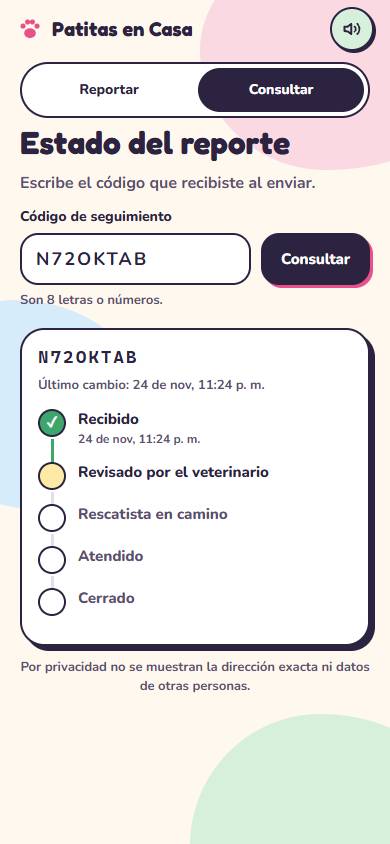 Patitas en Casa
Reportar
Consultar
Estado del reporte
Escribe el código que recibiste al enviar.
Código de seguimiento
N72OKTAB
Consultar
Son 8 letras o números.
N72OKTAB
Último cambio: 24 de nov, 11:24 p. m.
Recibido
24 de nov, 11:24 p. m.
Revisado por el veterinario
Rescatista en camino
Atendido
Cerrado
Por privacidad no se muestran la dirección exacta ni datos
de otras personas.